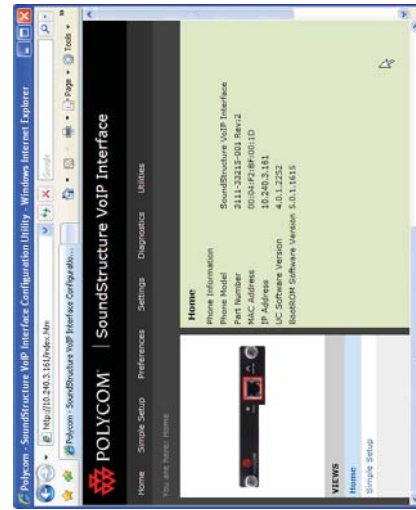 Polycom - SoundStructure VoIP Interface Configuration Utility - Windows Internet Explorer
http://10.240.3.161/index.htm
Google
Polycom - SoundStructure VoIP Interface Configuratio...
Page
Tools
POLYCOM | SoundStructure VoIP Interface
Home Simple Setup Preferences Settings Diagnostics Utilities
You are here: Home
VIEWS
Home
Simple Setup
Home
Phone Information
Phone Model SoundStructure VoIP Interface
Part Number 3111-33215-001 Rev:2
MAC Address 00:04:F2:BF:00:1D
IP Address 10.240.3.161
UC Software Version 4.0.1.2252
BootROM Software Version 5.0.1.1615